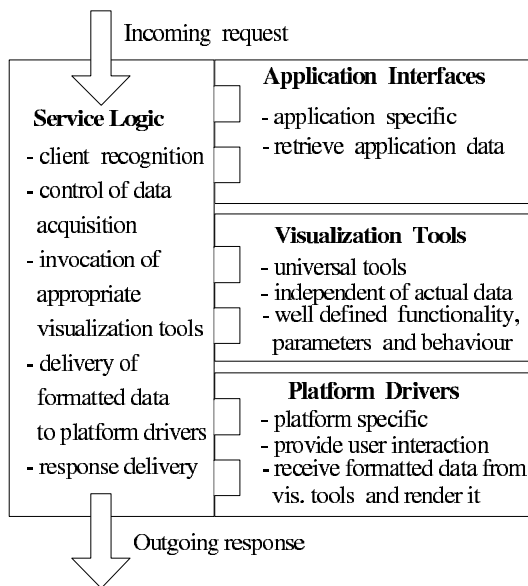 Incoming request
Service Logic
- client recognition
- control of data
acquisition
- invocation of
appropriate
visualization tools
- delivery of
formatted data
to platform drivers
- response delivery
Application Interfaces
- application specific
- retrieve application data
Visualization Tools
- universal tools
- independent of actual data
- well defined functionality,
parameters and behaviour
Platform Drivers
- platform specific
- provide user interaction
- receive formatted data from
vis. tools and render it
Outgoing response